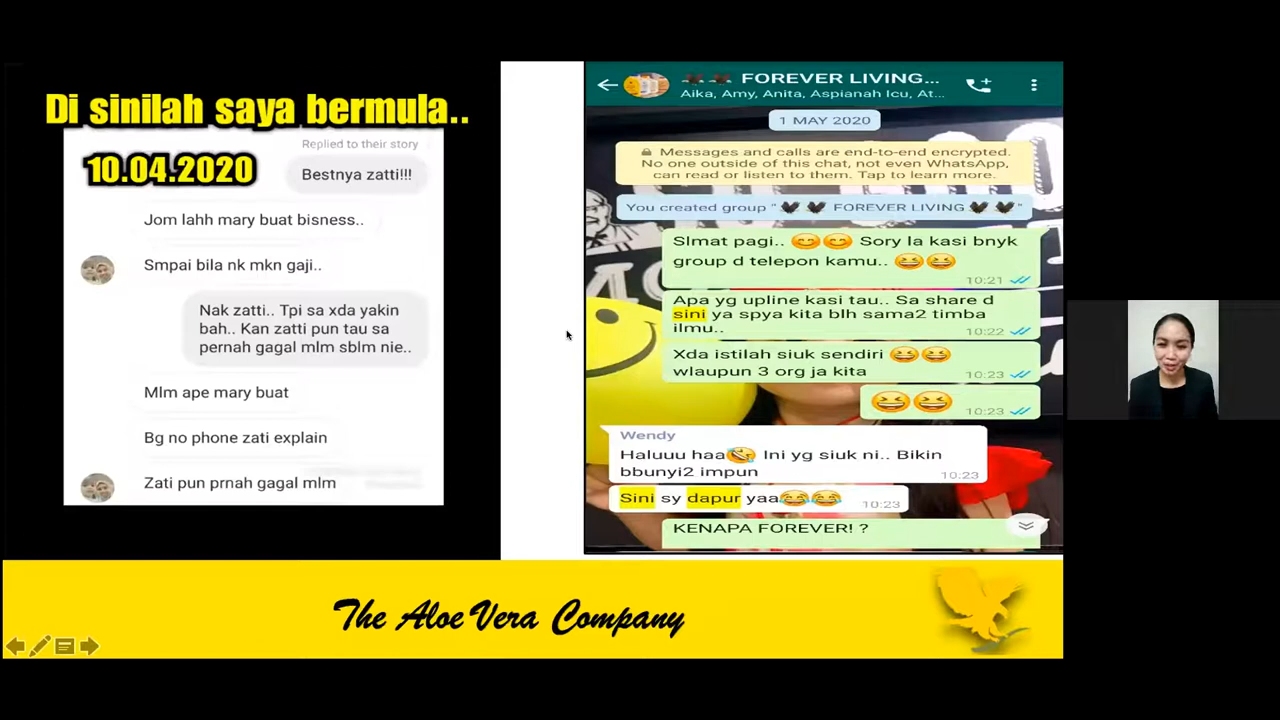 Di sinilah saya bermula..
10.04.2020
Replied to their story
Bestnya zatti!!!
Jom lahh mary buat bisness..
Smpai bila nk mkn gaji..
Nak zatti.. Tpi sa xda yakin
bah.. Kan zatti pun tau sa
pernah gagal mlm sblm nie..
Mlm ape mary buat
Bg no phone zati explain
Zati pun prnah gagal mlm
FOREVER LIVING...
Aika, Amy, Anita, Aspianah Icu, At...
1 MAY 2020
Messages and calls are end-to-end encrypted.
No one outside of this chat, not even WhatsApp,
can read or listen to them. Tap to learn more.
You created group "🦅🦅 FOREVER LIVING 🦅🦅"
Slmat pagi.. 😊😊 Sory la kasi bnyk
group d telepon kamu.. 😆😆
10:21
Apa yg upline kasi tau.. Sa share d
sini ya spya kita blh sama2 timba
ilmu..
10:22
Xda istilah siuk sendiri 😆😆
wlaupun 3 org ja kita
10:23
😆😆
10:23
Wendy
Haluuu haa🤣 Ini yg siuk ni.. Bikin
bbunyi2 impun
10:23
Sini sy dapur yaa😂😂
10:23
KENAPA FOREVER! ?
The Aloe Vera Company